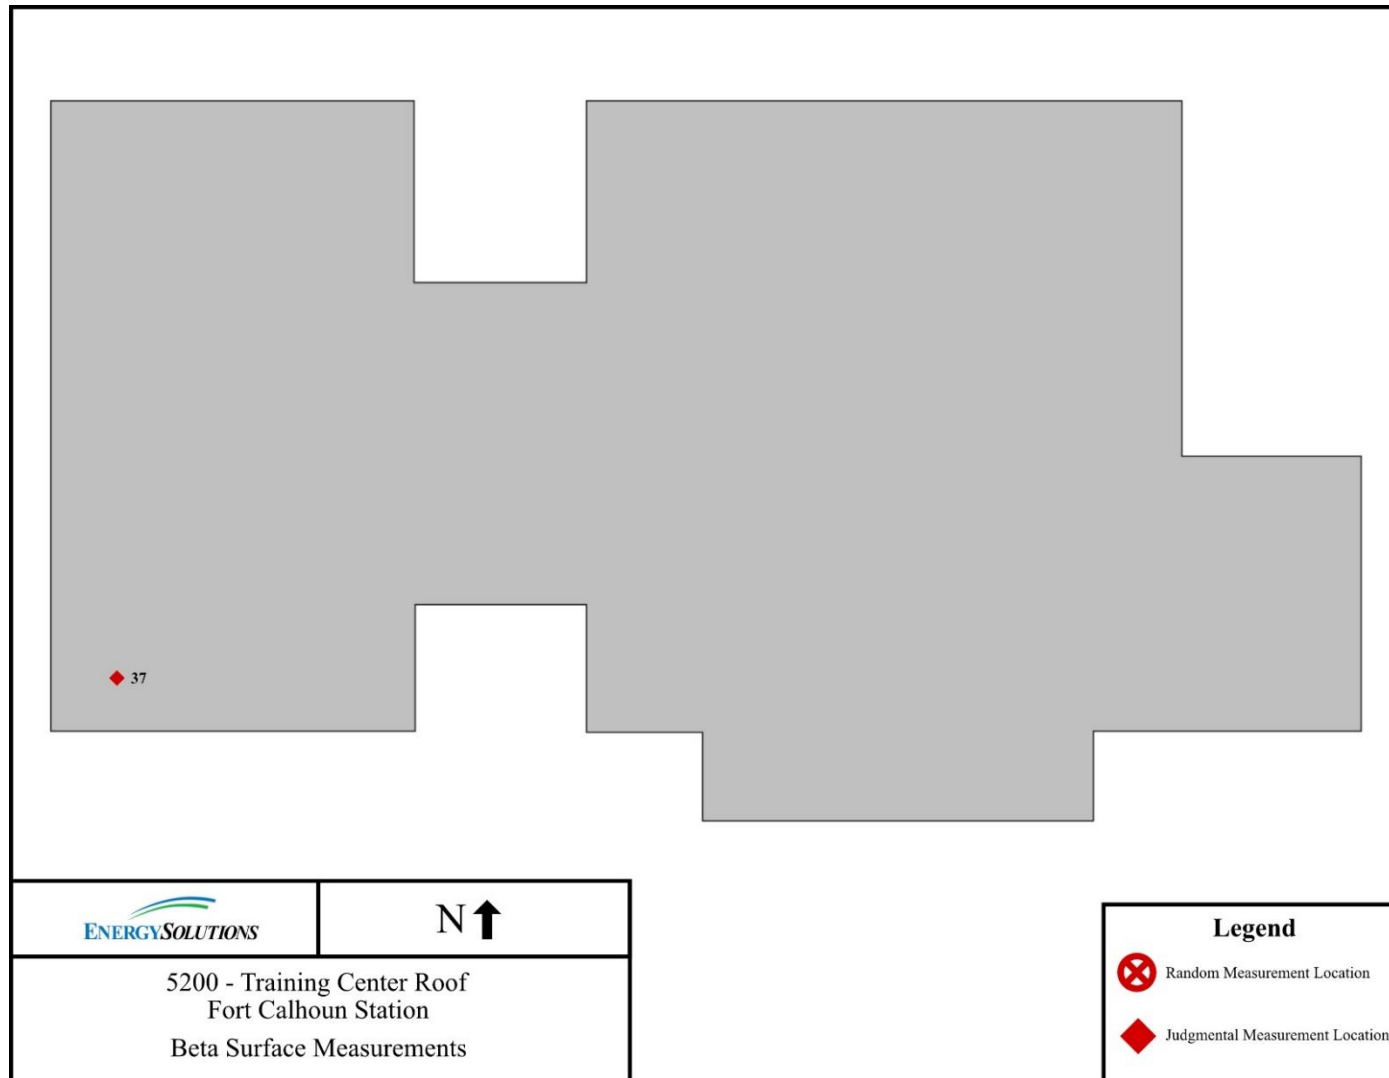 37
ENERGYSOLUTIONS
N
5200 - Training Center Roof
Fort Calhoun Station
Beta Surface Measurements
Legend
Random Measurement Location
Judgmental Measurement Location